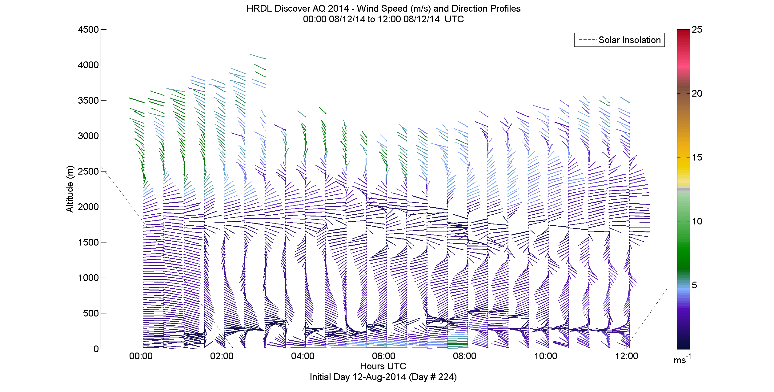 HRDL Discover AQ 2014 - Wind Speed (m/s) and Direction Profiles
00:00 08/12/14 to 12:00 08/12/14 UTC
Solar Insolation
4500
4000
3500
3000
2500
2000
1500
1000
500
0
Altitude (m)
25
20
15
10
5
ms-1
00:00 02:00 04:00 06:00 08:00 10:00 12:00
Hours UTC
Initial Day 12-Aug-2014 (Day # 224)